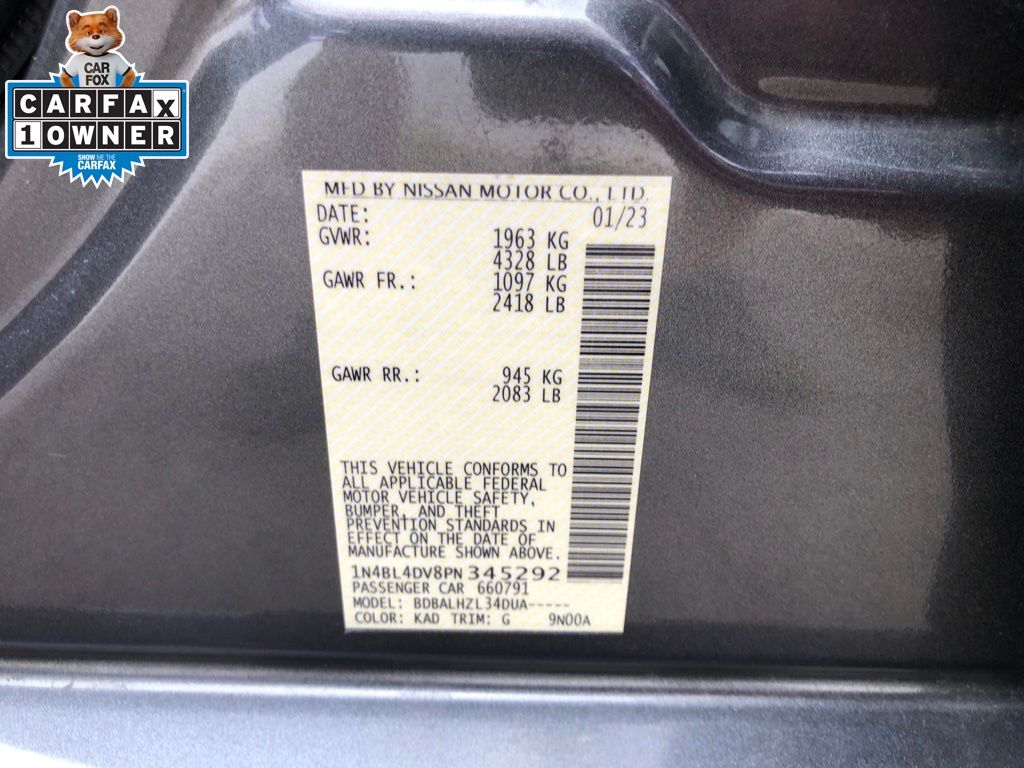 CAR
FOX
CARFAX
1 OWNER
SHOW ME THE
CARFAX
MFD BY NISSAN MOTOR CO., LTD.
DATE: 01/23
GVWR: 1963 KG
4328 LB
GAWR FR.: 1097 KG
2418 LB
GAWR RR.: 945 KG
2083 LB
THIS VEHICLE CONFORMS TO
ALL APPLICABLE FEDERAL
MOTOR VEHICLE SAFETY,
BUMPER, AND THEFT
PREVENTION STANDARDS IN
EFFECT ON THE DATE OF
MANUFACTURE SHOWN ABOVE.
1N4BL4DV8PN345292
PASSENGER CAR 660791
MODEL: BDBALHZL34DUA-----
COLOR: KAD TRIM: G 9N00A